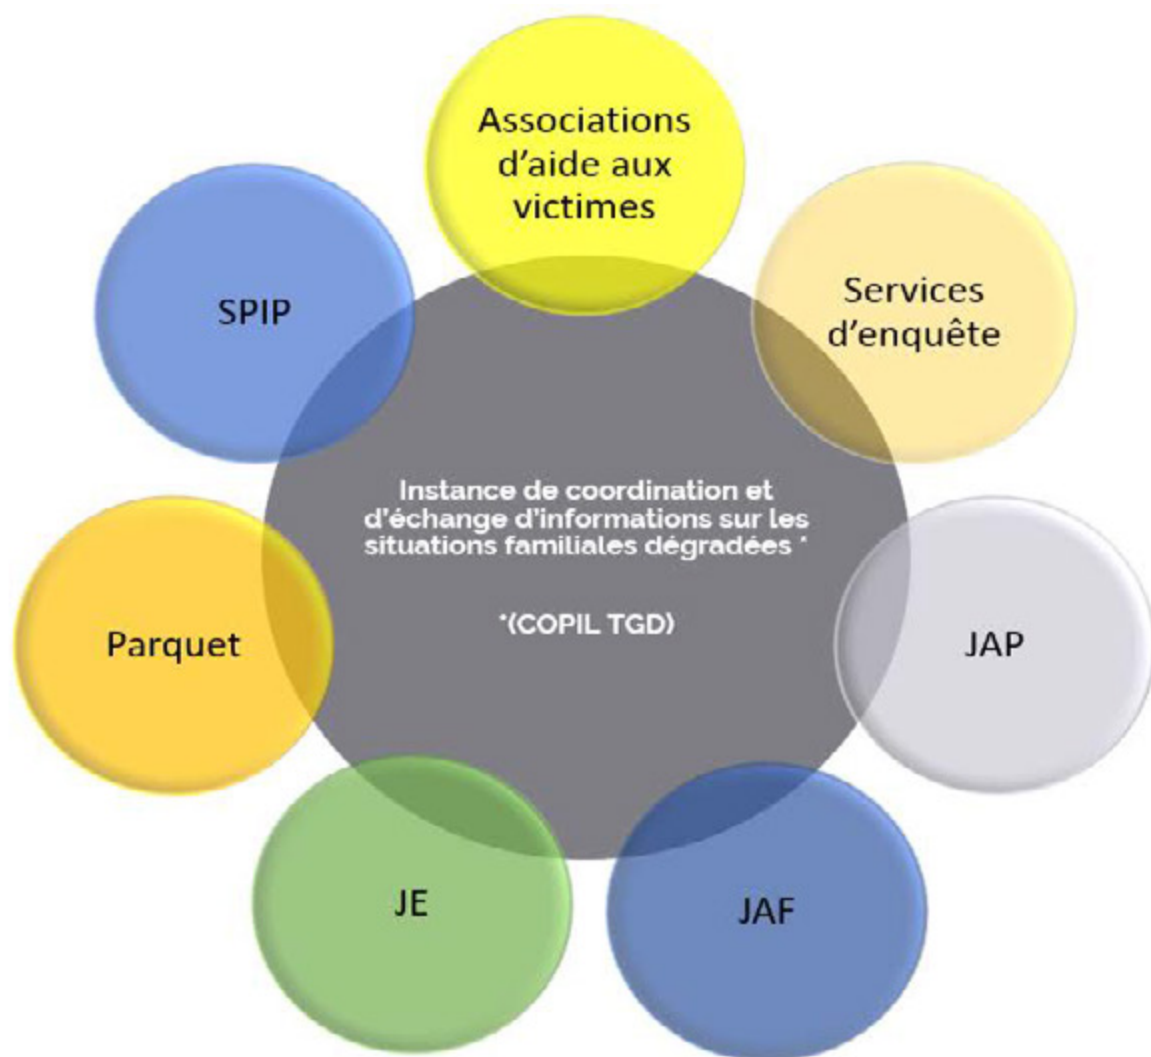 Associations
d'aide aux
victimes
SPIP
Services
d'enquête
Instance de coordination et
d'échange d'informations sur les
situations familiales dégradées *
*(COPIL TGD)
Parquet
JAP
JE
JAF